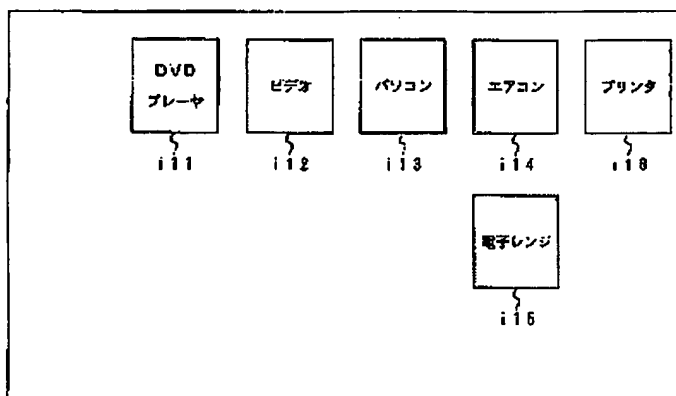 DVD
プレーヤ
ビデオ
パソコン
エアコン
プリンタ
i11
i12
i13
i14
i16
電子レンジ
i15